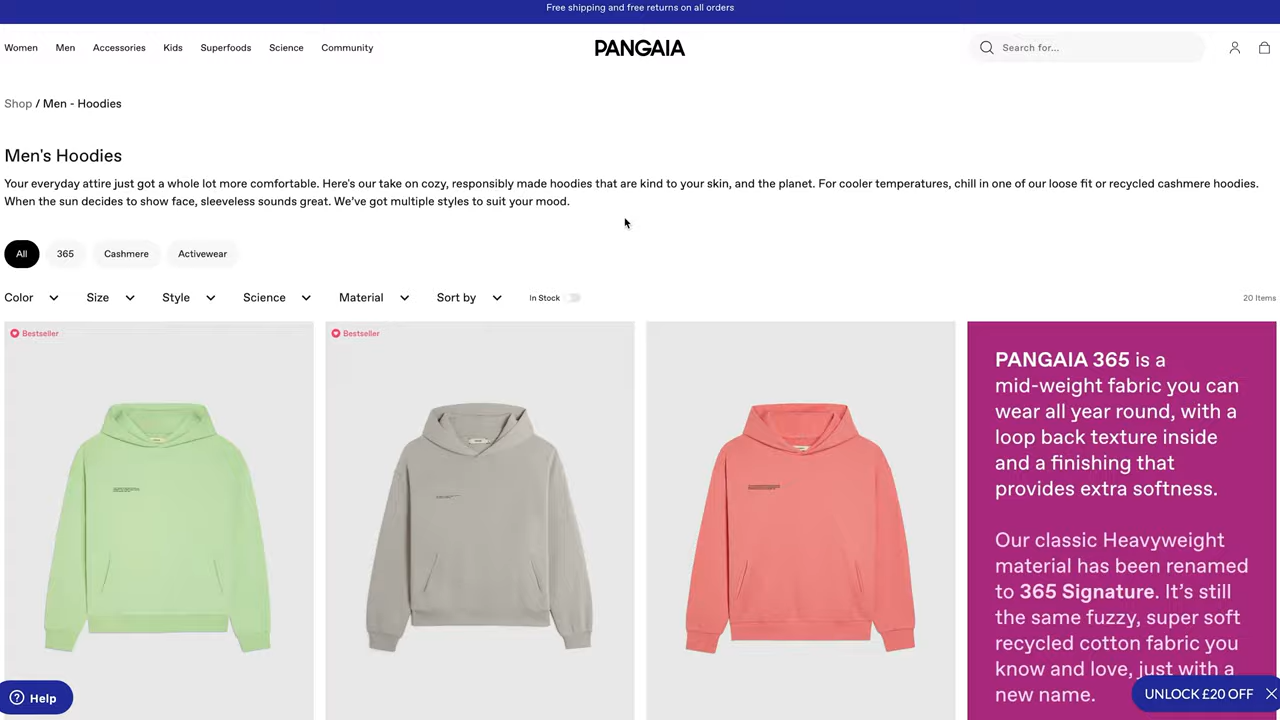 Free shipping and free returns on all orders
Women Men Accessories Kids Superfoods Science Community
PANGAIA
Search for...
Shop / Men - Hoodies
Men's Hoodies
Your everyday attire just got a whole lot more comfortable. Here's our take on cozy, responsibly made hoodies that are kind to your skin, and the planet. For cooler temperatures, chill in one of our loose fit or recycled cashmere hoodies.
When the sun decides to show face, sleeveless sounds great. We've got multiple styles to suit your mood.
All 365 Cashmere Activewear
Color Size Style Science Material Sort by In Stock 20 Items
Bestseller
Bestseller
PANGAIA 365 is a
mid-weight fabric you can
wear all year round, with a
loop back texture inside
and a finishing that
provides extra softness.
Our classic Heavyweight
material has been renamed
to 365 Signature. It's still
the same fuzzy, super soft
recycled cotton fabric you
know and love, just with a
new name.
Help
UNLOCK £20 OFF